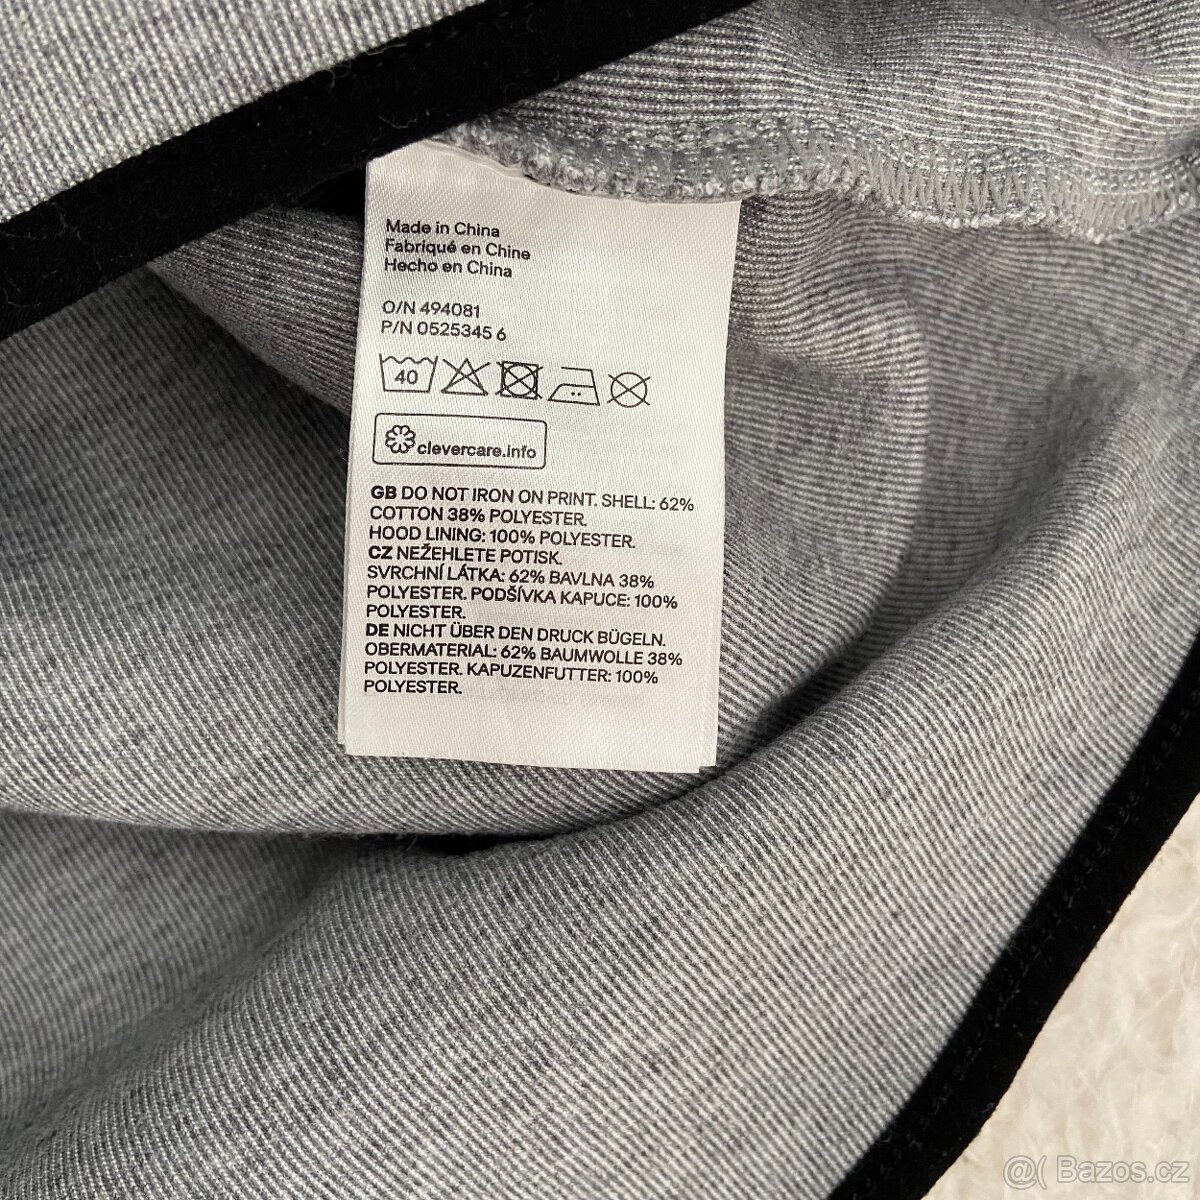 Made in China
Fabriqué en Chine
Hecho en China
O/N 494081
P/N 0525345 6
40
clevercare.info
GB DO NOT IRON ON PRINT. SHELL: 62%
COTTON 38% POLYESTER.
HOOD LINING: 100% POLYESTER.
CZ NEŽEHLETE POTISK.
SVRCHNÍ LÁTKA: 62% BAVLNA 38%
POLYESTER. PODŠÍVKA KAPUCE: 100%
POLYESTER.
DE NICHT ÜBER DEN DRUCK BÜGELN.
OBERMATERIAL: 62% BAUMWOLLE 38%
POLYESTER. KAPUZENFUTTER: 100%
POLYESTER.
@( Bazos.cz